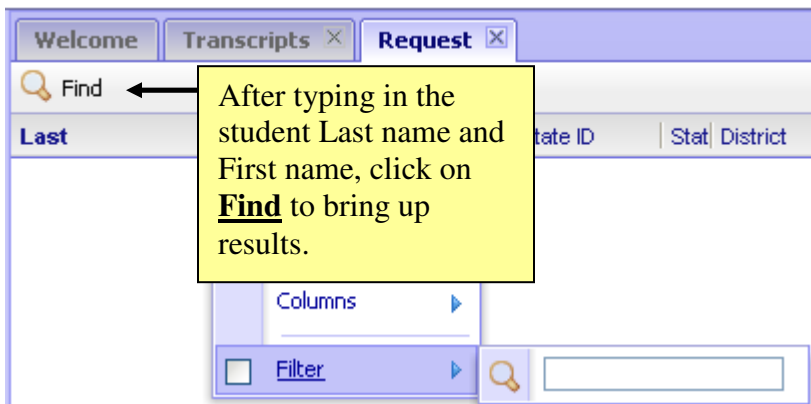 Welcome Transcripts Request
Find
After typing in the
student Last name and
First name, click on
Find to bring up
results.
Last tate ID Stat District
Columns
Filter